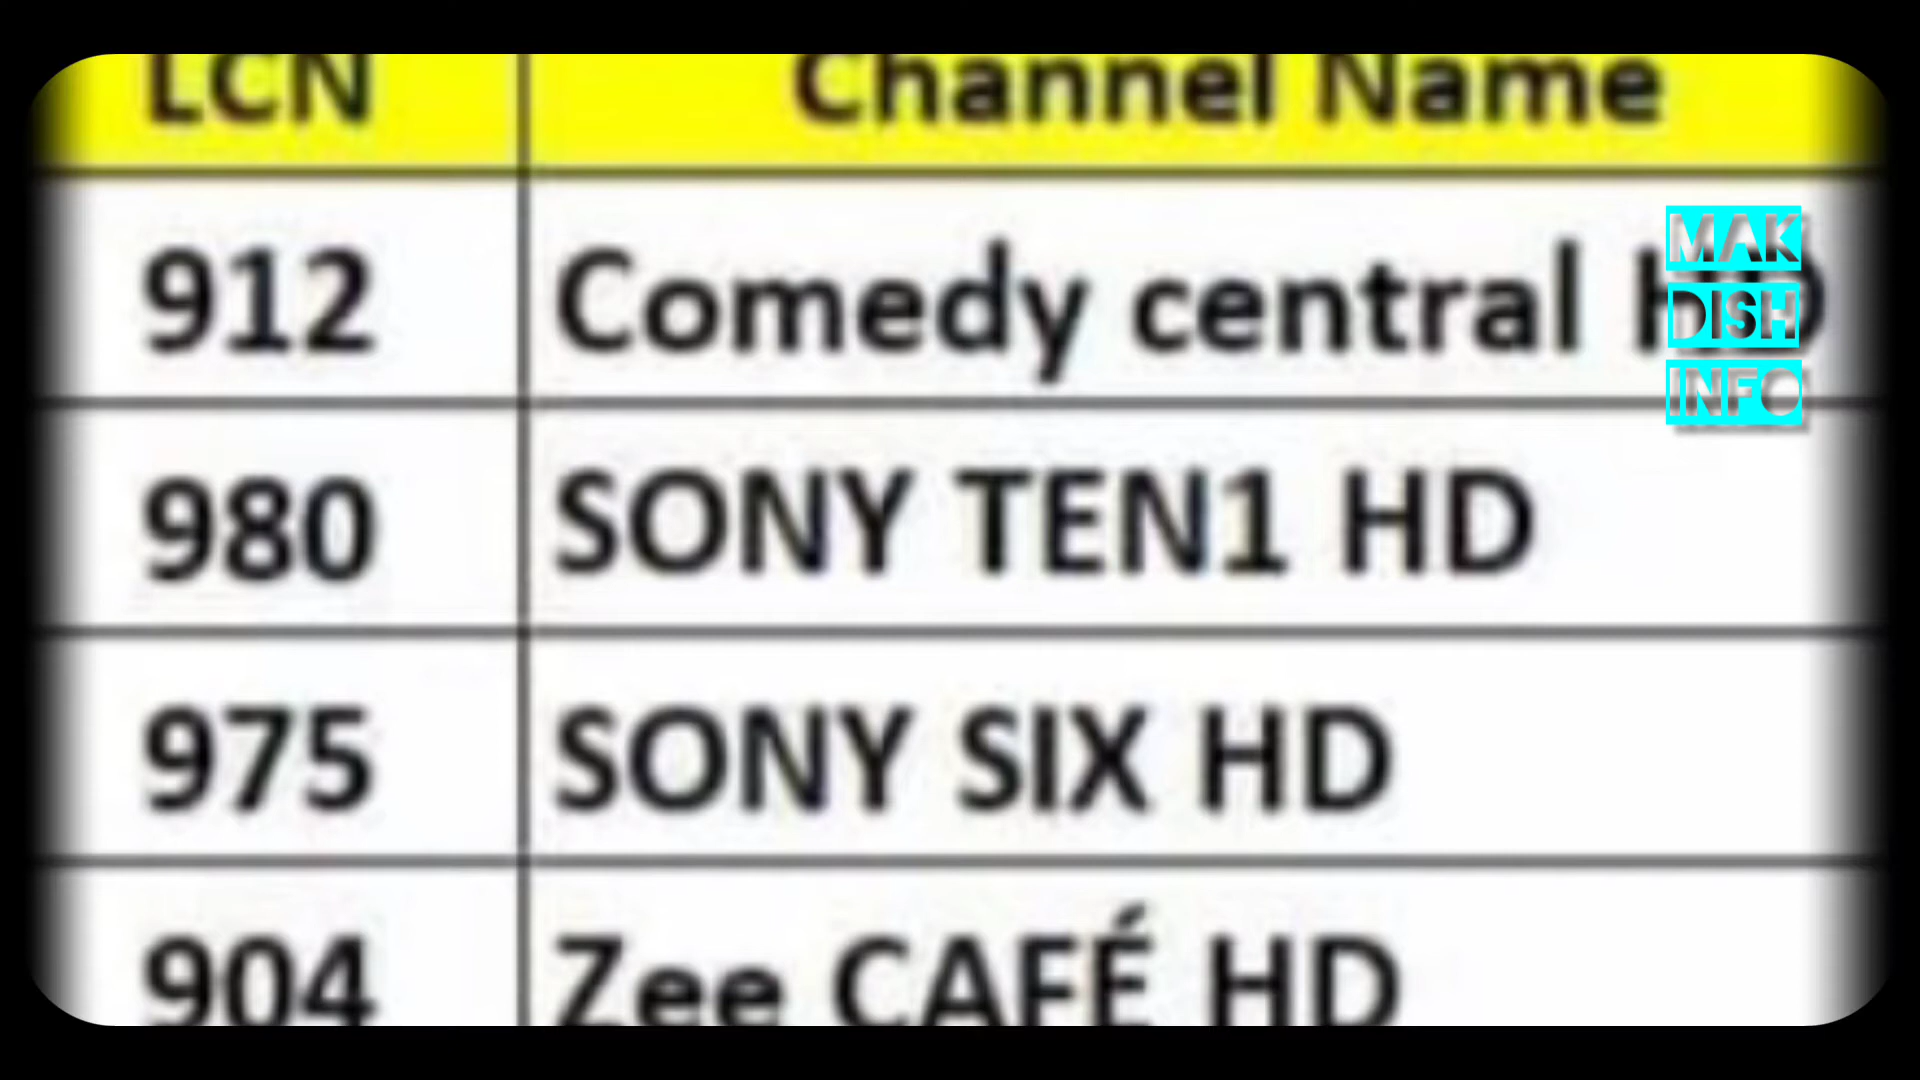 LCN Channel Name
912 Comedy central HD
980 SONY TEN1 HD
975 SONY SIX HD
904 Zee CAFÉ HD
MAK
DISH
INFO